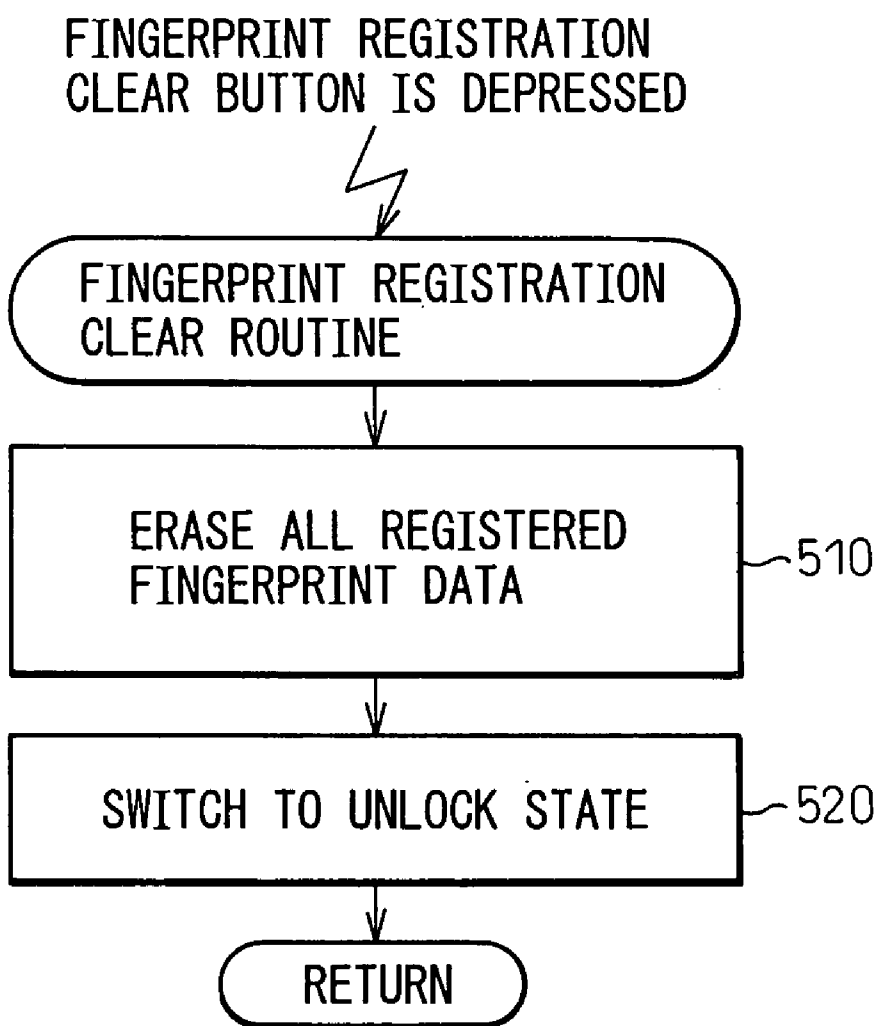 FINGERPRINT REGISTRATION
CLEAR BUTTON IS DEPRESSED
FINGERPRINT REGISTRATION
CLEAR ROUTINE
ERASE ALL REGISTERED
FINGERPRINT DATA
510
SWITCH TO UNLOCK STATE
520
RETURN